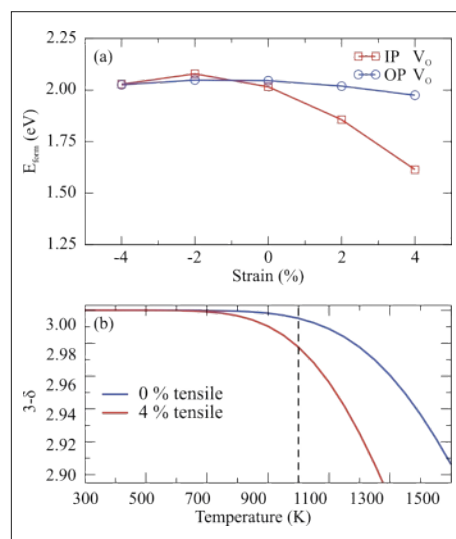 (a)
IP V_O
OP V_O
2.25
2.00
1.75
1.50
1.25
E_form (eV)
-4 -2 0 2 4
Strain (%)
(b)
3.00
2.98
2.96
2.94
2.92
2.90
3-δ
0 % tensile
4 % tensile
300 500 700 900 1100 1300 1500
Temperature (K)